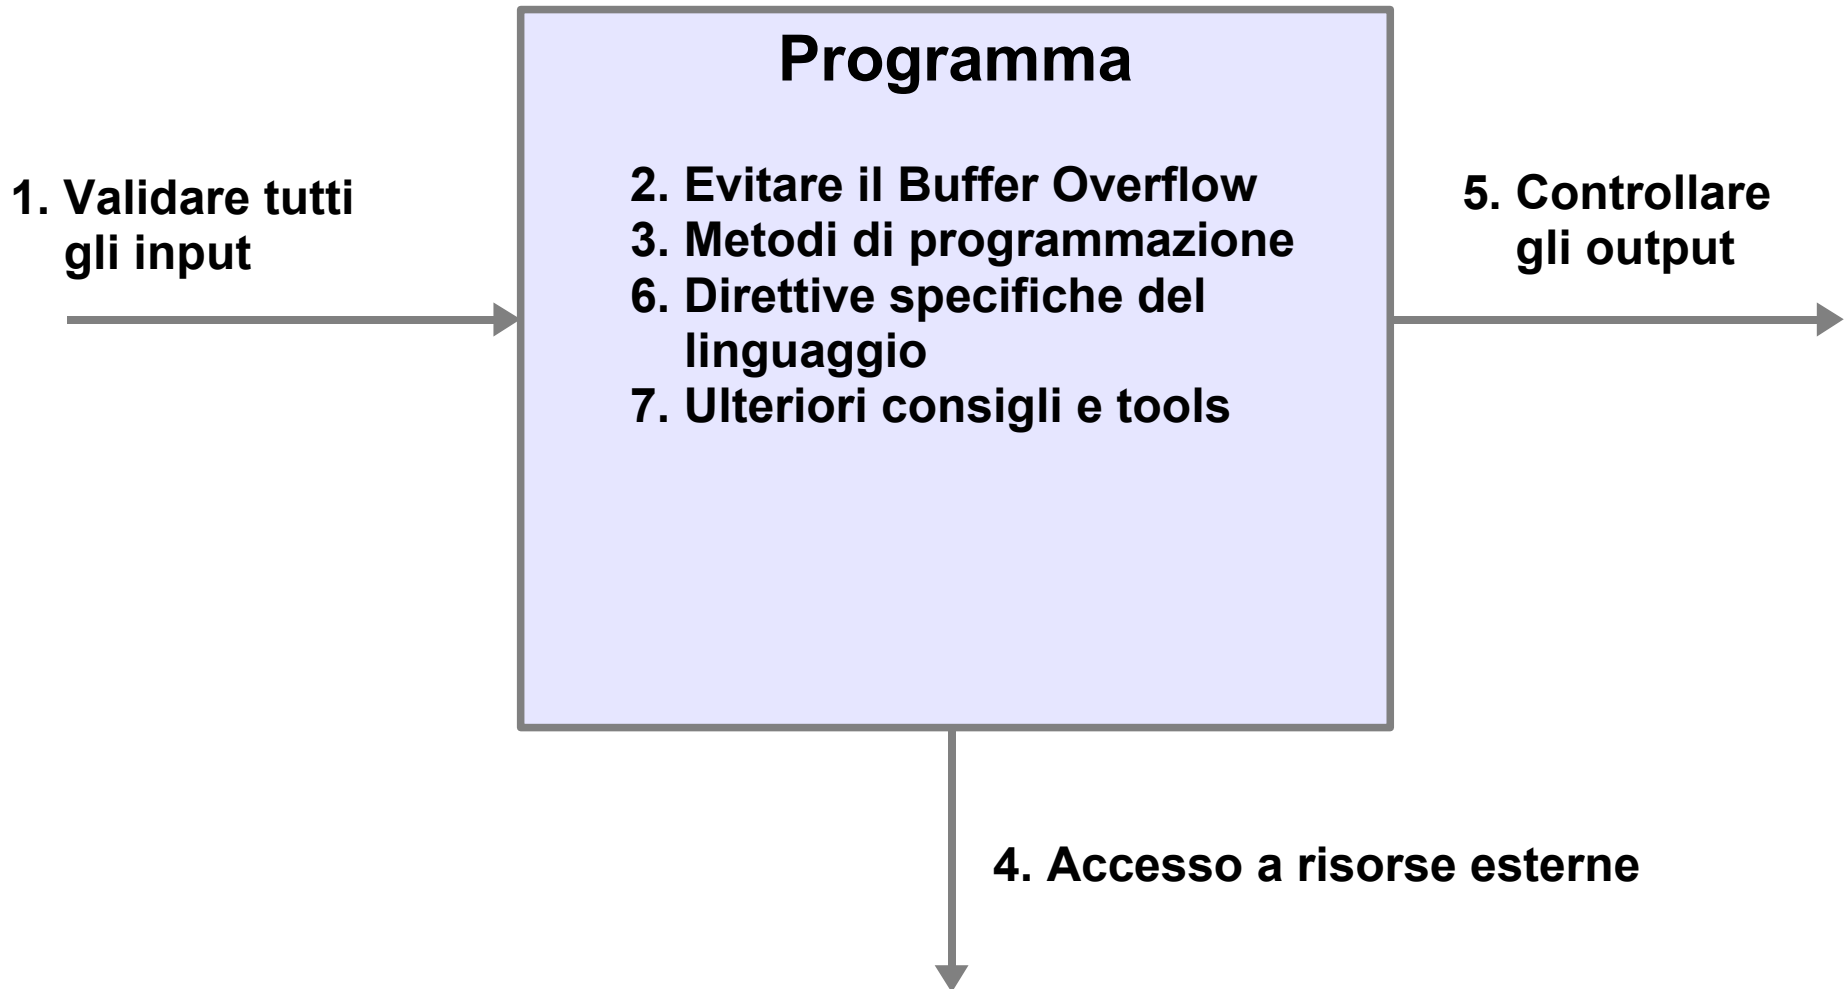 Programma
1. Validare tutti
gli input
2. Evitare il Buffer Overflow
3. Metodi di programmazione
6. Direttive specifiche del
linguaggio
7. Ulteriori consigli e tools
5. Controllare
gli output
4. Accesso a risorse esterne